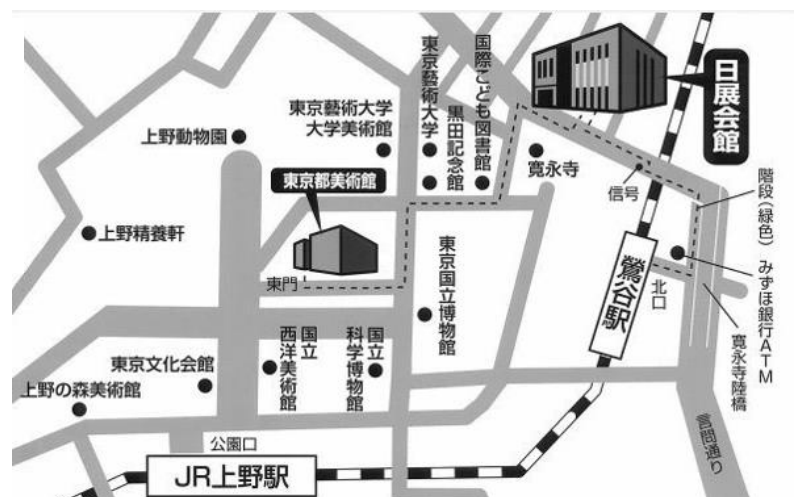 日展会館
国際こども図書館
黒田記念館
東京藝術大学
東京藝術大学
大学美術館
上野動物園
東京都美術館
寛永寺
信号
階段(緑色)
みずほ銀行ATM
上野精養軒
東門
東京国立博物館
鶯谷駅
北口
寛永寺陸橋
国立
西洋美術館
国立
科学博物館
東京文化会館
上野の森美術館
公園口
JR上野駅
言問通り